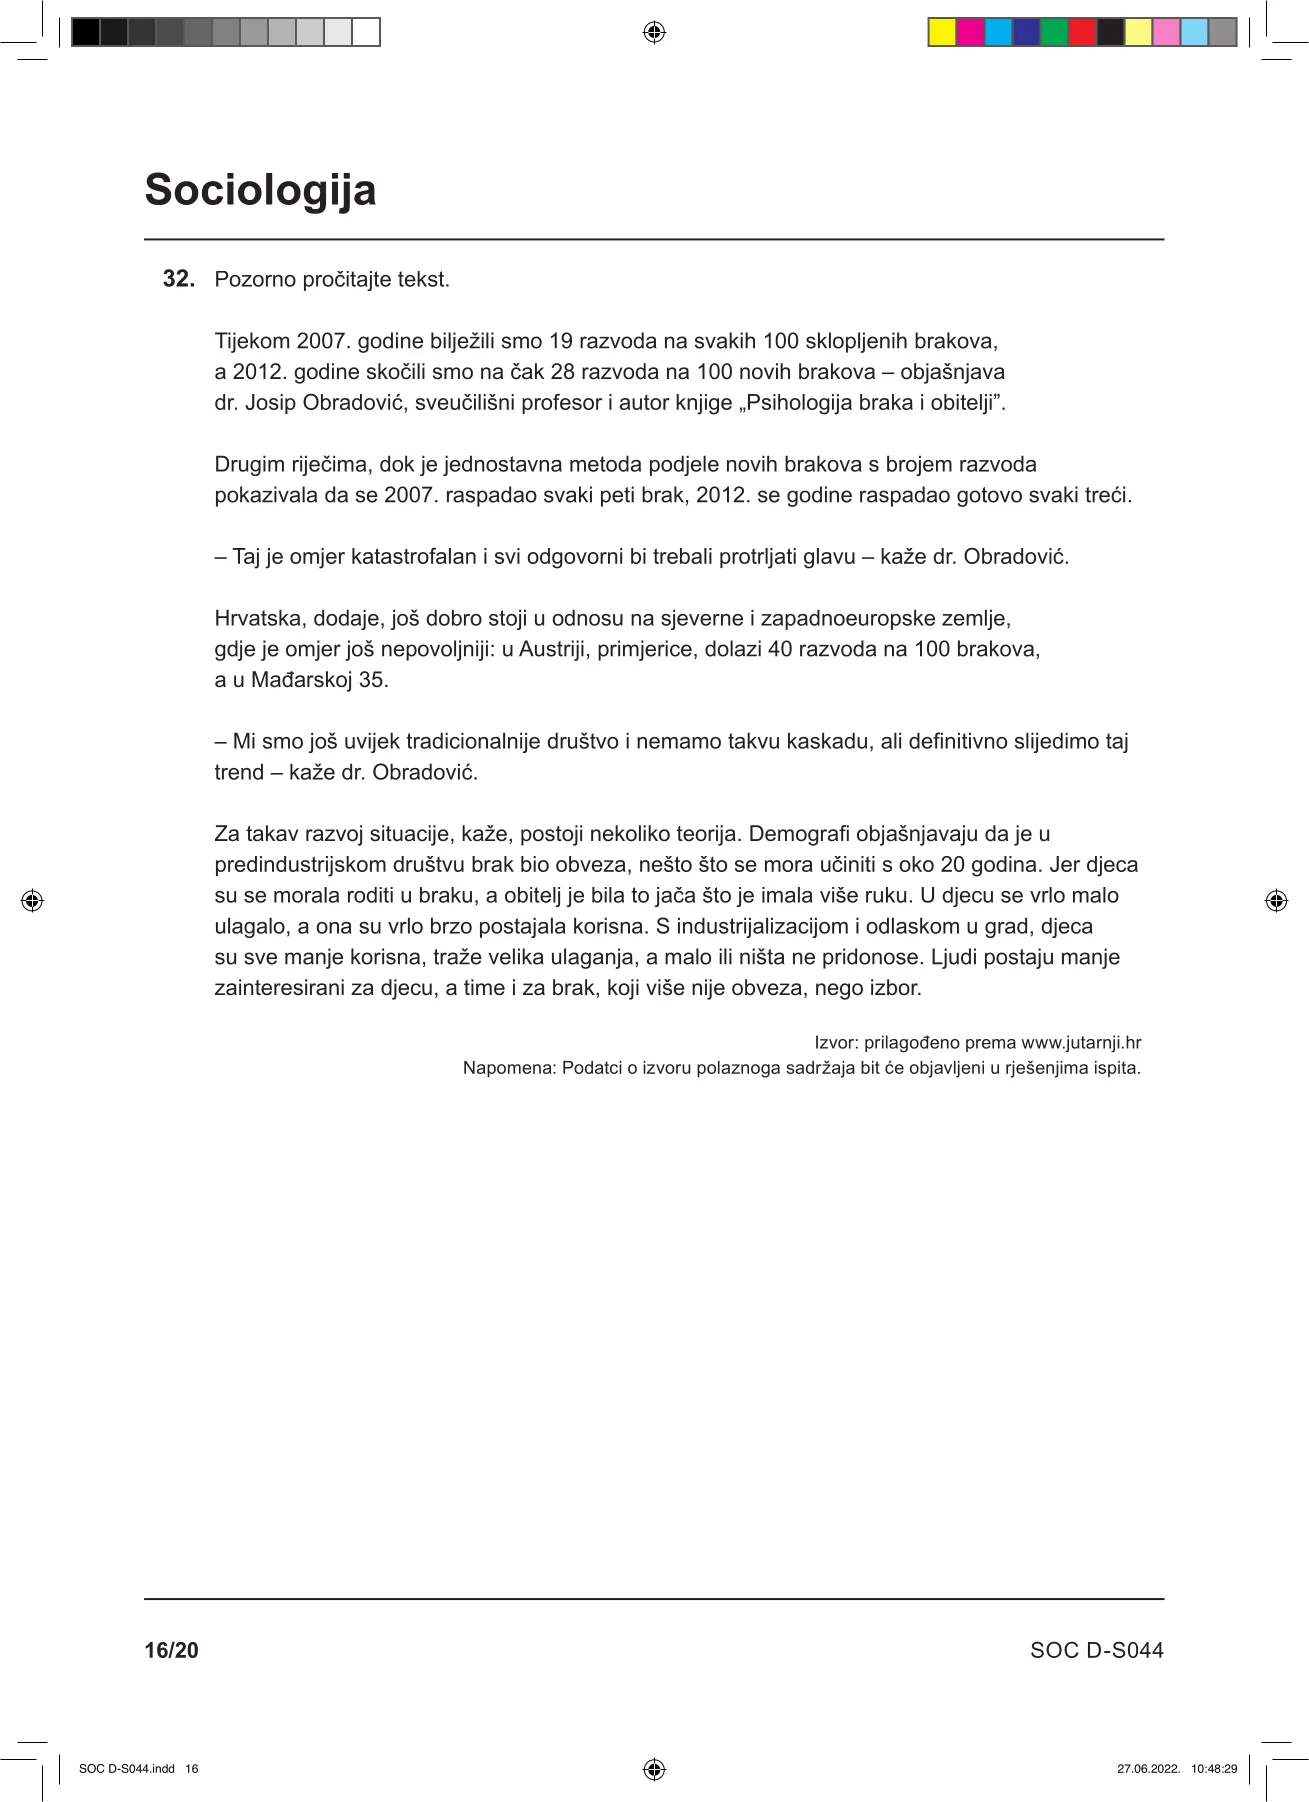 Sociologija
32. Pozorno pročitajte tekst.
Tijekom 2007. godine bilježili smo 19 razvoda na svakih 100 sklopljenih brakova,
a 2012. godine skočili smo na čak 28 razvoda na 100 novih brakova – objašnjava
dr. Josip Obradović, sveučilišni profesor i autor knjige „Psihologija braka i obitelji”.
Drugim riječima, dok je jednostavna metoda podjele novih brakova s brojem razvoda
pokazivala da se 2007. raspadao svaki peti brak, 2012. se godine raspadao gotovo svaki treći.
– Taj je omjer katastrofalan i svi odgovorni bi trebali protrljati glavu – kaže dr. Obradović.
Hrvatska, dodaje, još dobro stoji u odnosu na sjeverne i zapadnoeuropske zemlje,
gdje je omjer još nepovoljniji: u Austriji, primjerice, dolazi 40 razvoda na 100 brakova,
a u Mađarskoj 35.
– Mi smo još uvijek tradicionalnije društvo i nemamo takvu kaskadu, ali definitivno slijedimo taj
trend – kaže dr. Obradović.
Za takav razvoj situacije, kaže, postoji nekoliko teorija. Demografi objašnjavaju da je u
predindustrijskom društvu brak bio obveza, nešto što se mora učiniti s oko 20 godina. Jer djeca
su se morala roditi u braku, a obitelj je bila to jača što je imala više ruku. U djecu se vrlo malo
ulagalo, a ona su vrlo brzo postajala korisna. S industrijalizacijom i odlaskom u grad, djeca
su sve manje korisna, traže velika ulaganja, a malo ili ništa ne pridonose. Ljudi postaju manje
zainteresirani za djecu, a time i za brak, koji više nije obveza, nego izbor.
Izvor: prilagođeno prema www.jutarnji.hr
Napomena: Podatci o izvoru polaznoga sadržaja bit će objavljeni u rješenjima ispita.
16/20
SOC D-S044
SOC D-S044.indd 16
27.06.2022. 10:48:29